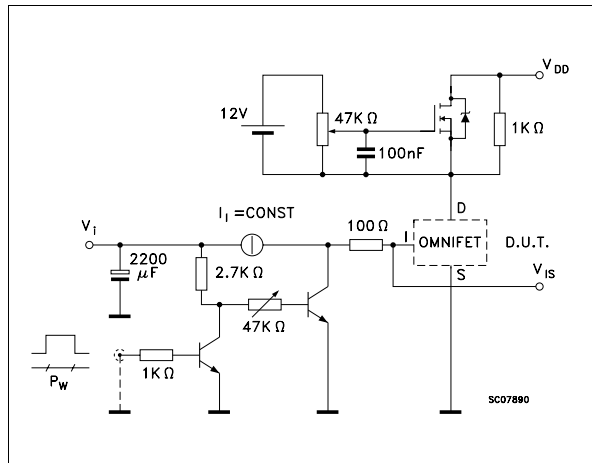 V DD
12V
47K Ω
1K Ω
100nF
D
V i
I I =CONST
100 Ω
I
OMNIFET
D.U.T.
2200
μF
2.7K Ω
S
V IS
47K Ω
1K Ω
P W
SC07890